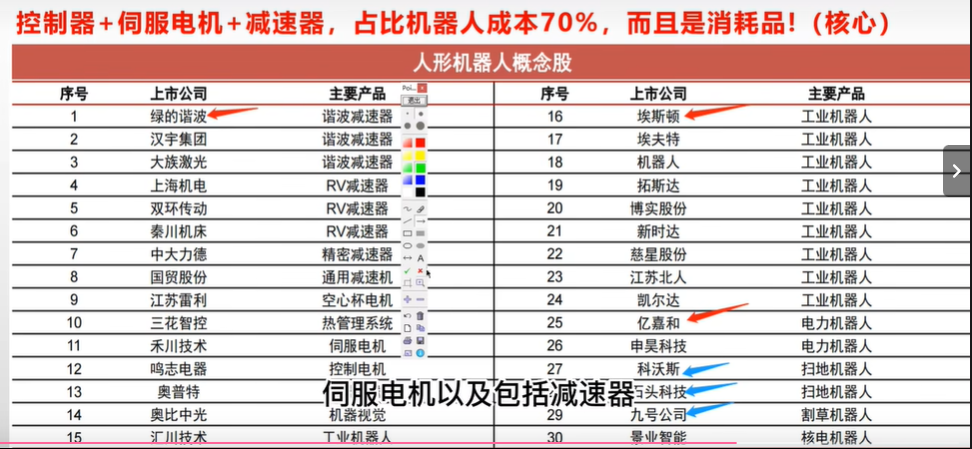 控制器+伺服电机+减速器，占比机器人成本70%，而且是消耗品!（核心）
人形机器人概念股
序号 上市公司 主要产品 序号 上市公司 主要产品
1 绿的谐波 谐波减速器 16 埃斯顿 工业机器人
2 汉宇集团 谐波减速器 17 埃夫特 工业机器人
3 大族激光 谐波减速器 18 机器人 工业机器人
4 上海机电 RV减速器 19 拓斯达 工业机器人
5 双环传动 RV减速器 20 博实股份 工业机器人
6 秦川机床 RV减速器 21 新时达 工业机器人
7 中大力德 精密减速器 22 慈星股份 工业机器人
8 国贸股份 通用减速机 23 江苏北人 工业机器人
9 江苏雷利 空心杯电机 24 凯尔达 工业机器人
10 三花智控 热管理系统 25 亿嘉和 电力机器人
11 禾川技术 伺服电机 26 申昊科技 电力机器人
12 鸣志电器 控制电机 27 科沃斯 扫地机器人
13 奥普特 石头科技 扫地机器人
伺服电机以及包括减速器
14 奥比中光 机器视觉 29 九号公司 割草机器人
15 汇川技术 工业机器人 30 景业智能 核电机器人